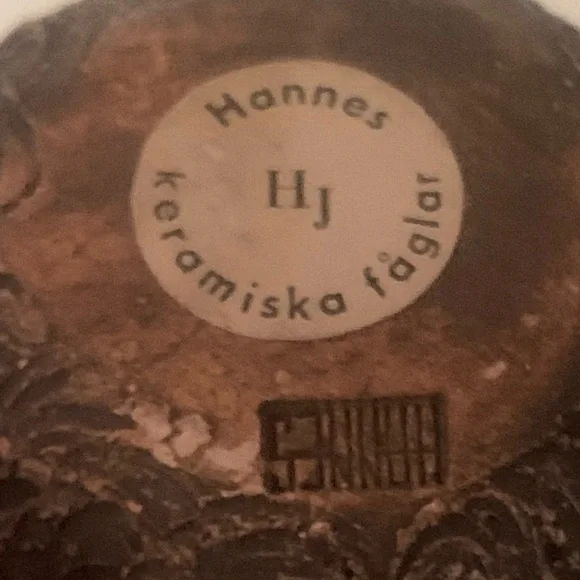 Hannes
HJ
keramiska fåglar